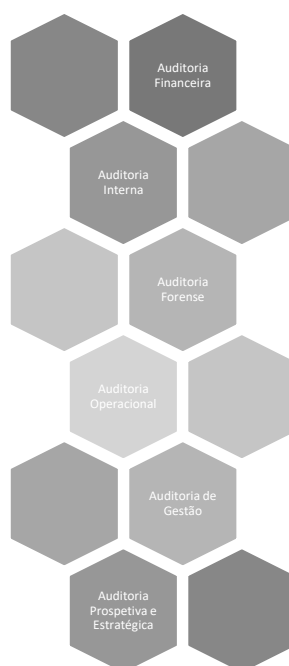 Auditoria
Financeira
Auditoria
Interna
Auditoria
Forense
Auditoria
Operacional
Auditoria de
Gestão
Auditoria
Prospetiva e
Estratégica